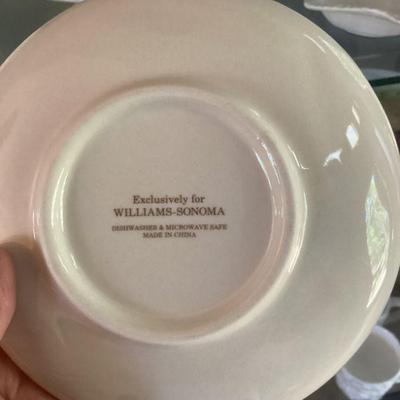 Exclusively for
WILLIAMS-SONOMA
DISHWASHER & MICROWAVE SAFE
MADE IN CHINA